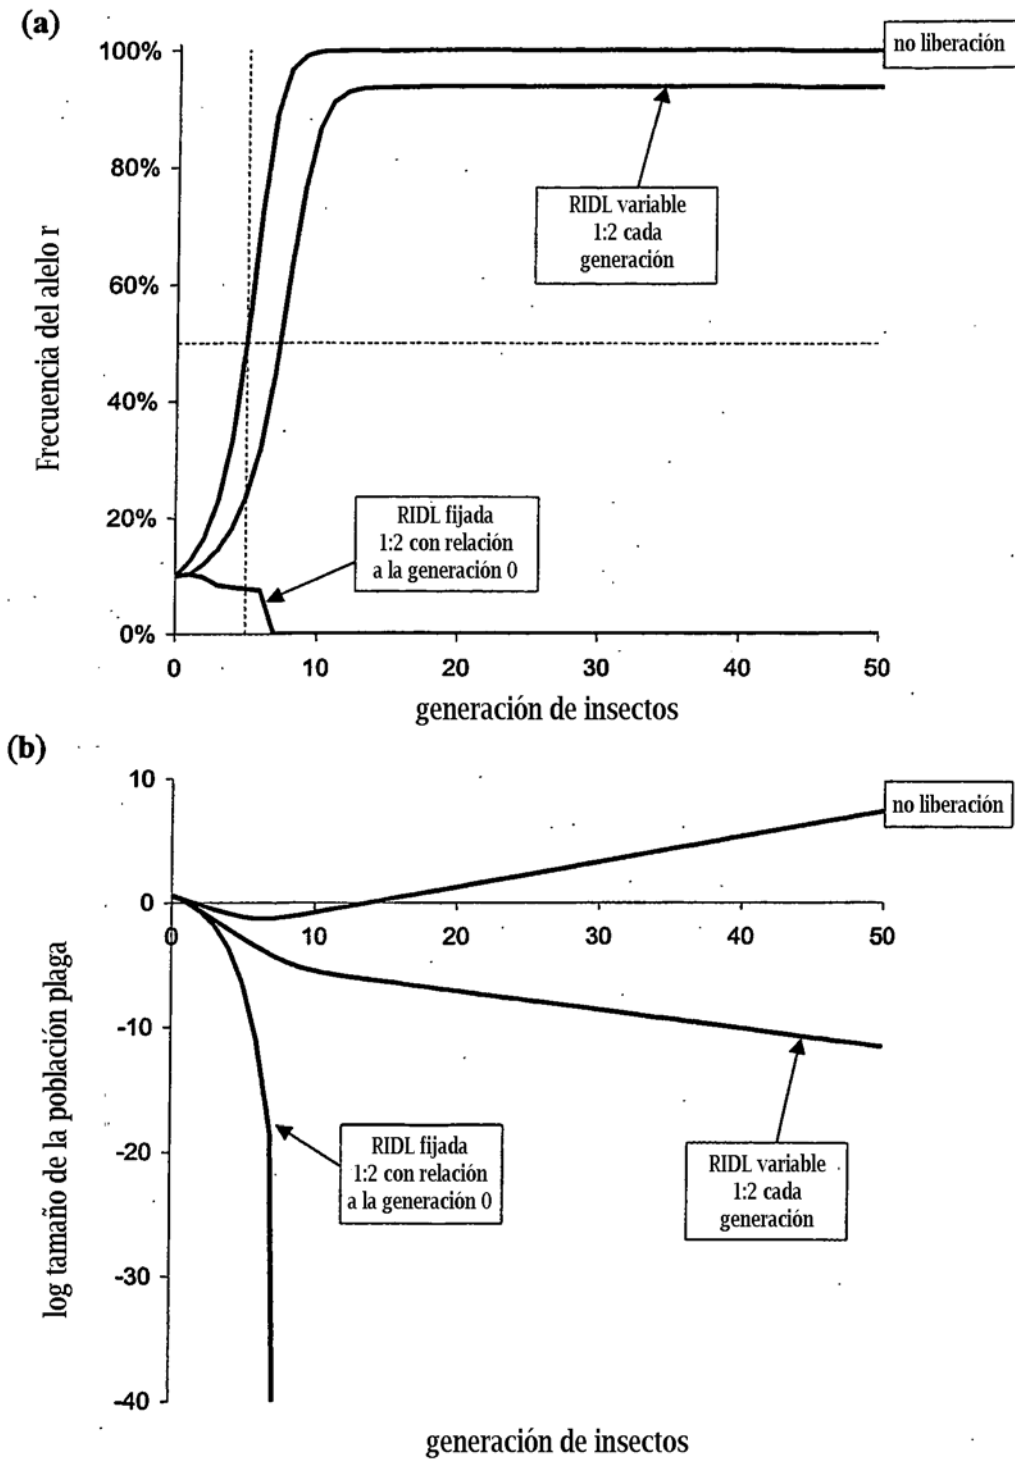 (a)
100%
80%
60%
40%
20%
0%
Frecuencia del alelo r
no liberación
RIDL variable
1:2 cada
generación
RIDL fijada
1:2 con relación
a la generación 0
0 10 20 30 40 50
generación de insectos
(b)
10
0
-10
-20
-30
-40
log tamaño de la población plaga
no liberación
0 10 20 30 40 50
RIDL fijada
1:2 con relación
a la generación 0
RIDL variable
1:2 cada
generación
generación de insectos